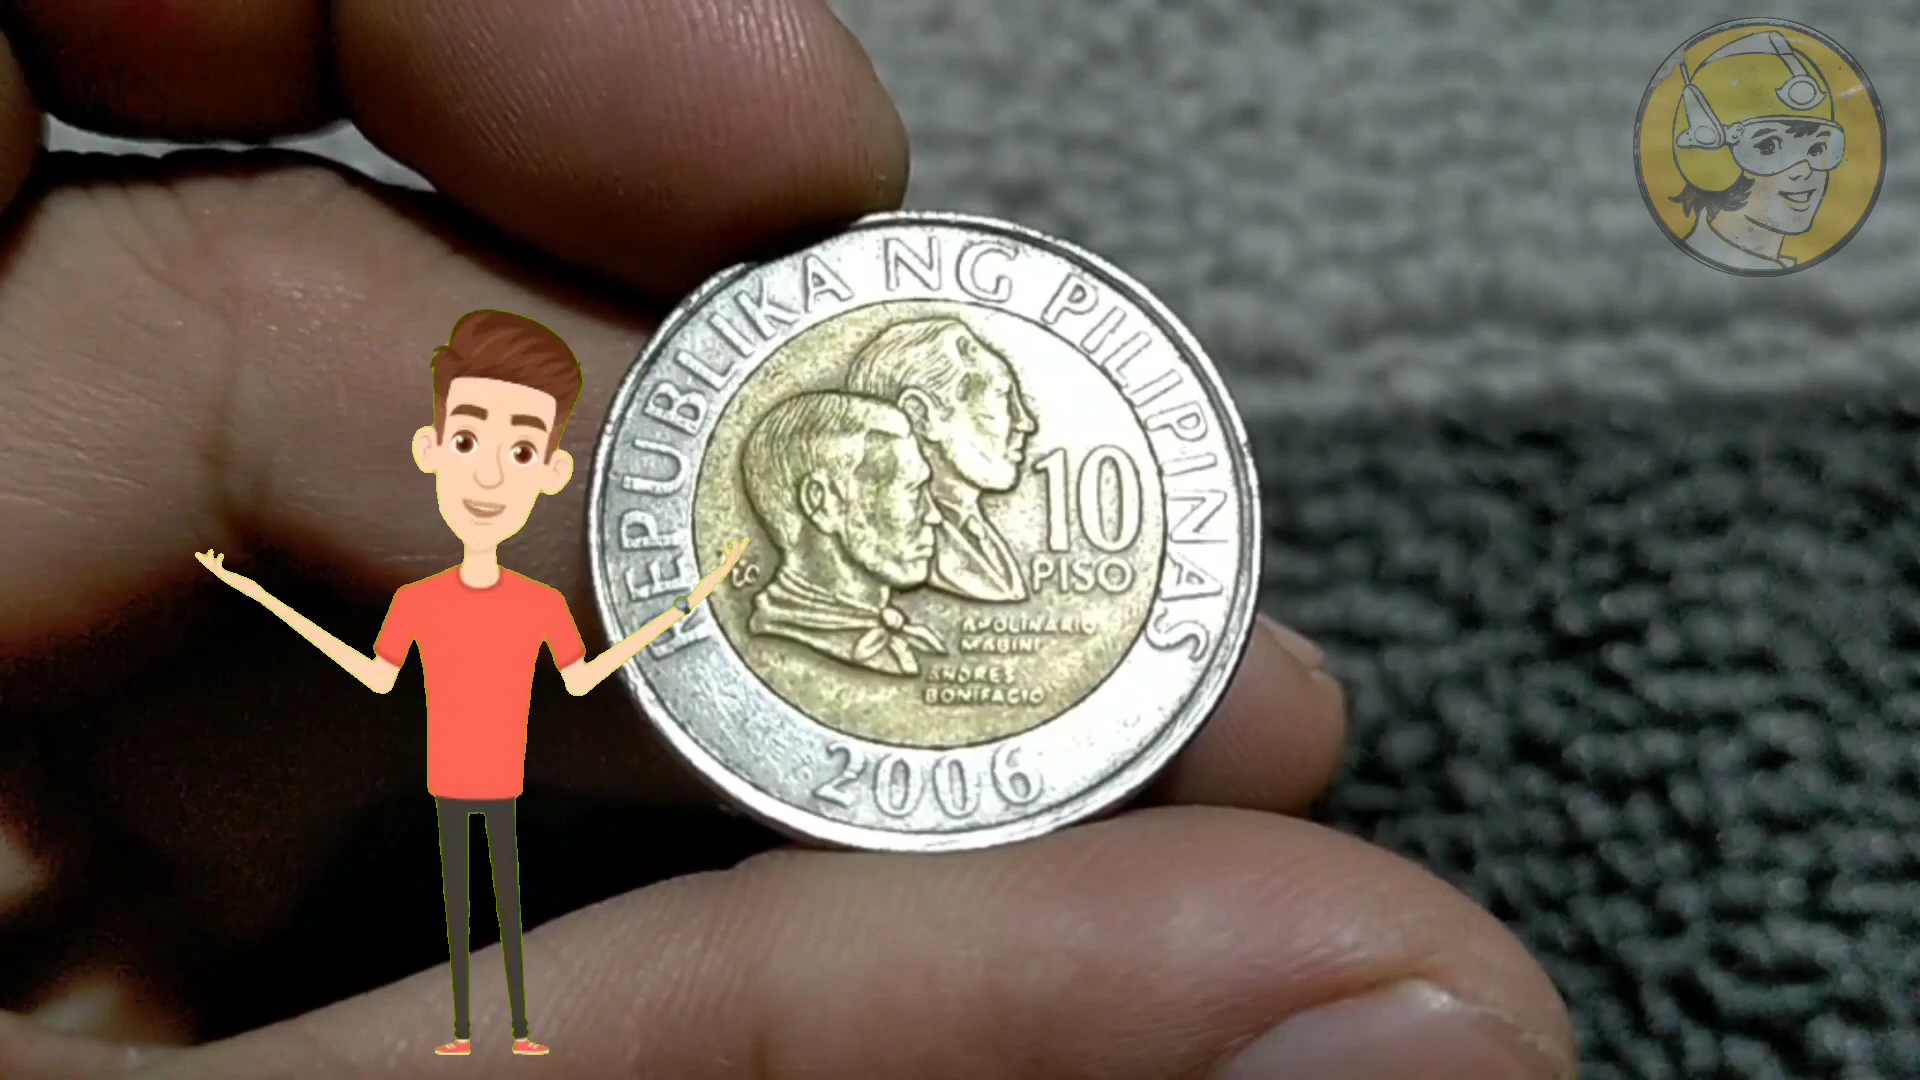 REPUBLIKA NG PILIPINAS
10
PISO
APOLINARIO
MABINI
ANDRES
BONIFACIO
2006